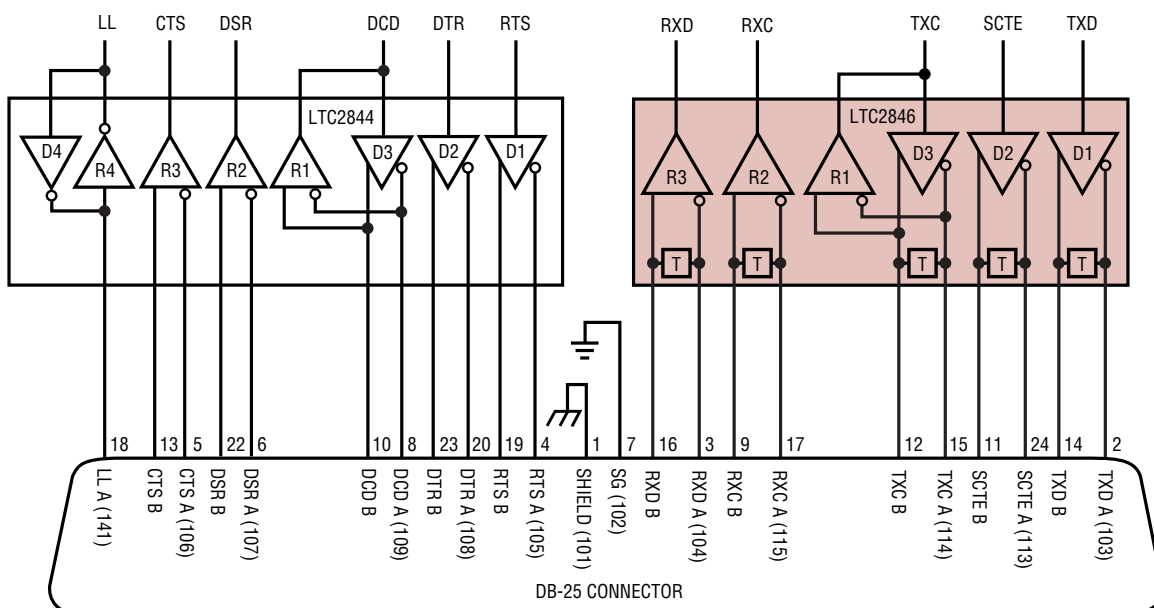 LL CTS DSR DCD DTR RTS RXD RXC TXC SCTE TXD
LTC2844 LTC2846
D4 R4 R3 R2 R1 D3 D2 D1 R3 R2 R1 D3 D2 D1
T T T T T
18 13 5 22 6 10 8 23 20 19 4 1 7 16 3 9 17 12 15 11 24 14 2
LL A (141)
CTS B
CTS A (106)
DSR B
DSR A (107)
DCD B
DCD A (109)
DTR B
DTR A (108)
RTS B
RTS A (105)
SHIELD (101)
SG (102)
RXD B
RXD A (104)
RXC B
RXC A (115)
TXC B
TXC A (114)
SCTE B
SCTE A (113)
TXD B
TXD A (103)
DB-25 CONNECTOR